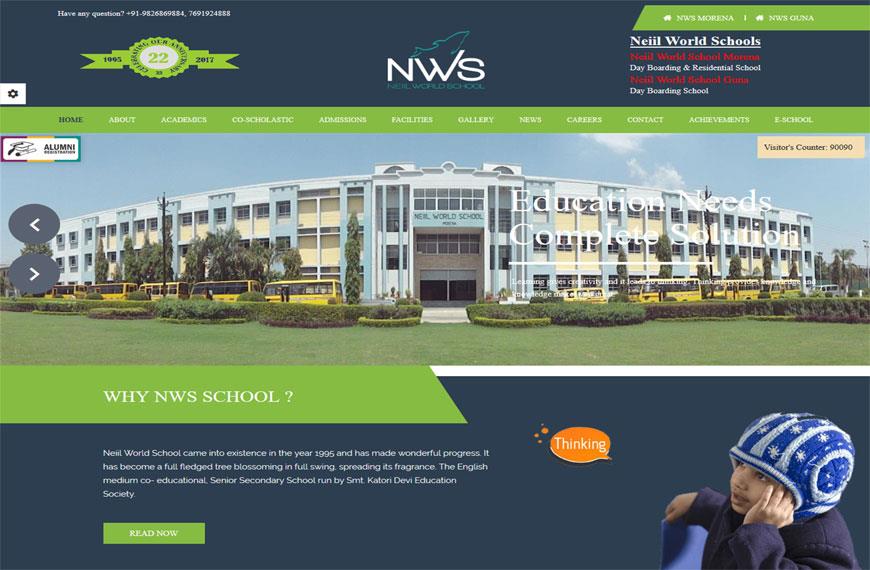 Have any question? +91-9826869884, 7691924888
NWS MORENA | NWS GUNA
CELEBRATING OUR ANNIVERSARY
1995 22 2017
NWS
NEIIL WORLD SCHOOL
Neiil World Schools
Neiil World School Morena
Day Boarding & Residential School
Neiil World School Guna
Day Boarding School
HOME ABOUT ACADEMICS CO-SCHOLASTIC ADMISSIONS FACILITIES GALLERY NEWS CAREERS CONTACT ACHIEVEMENTS E-SCHOOL
ALUMNI
REGISTRATION
Visitor's Counter: 90090
NEIIL WORLD SCHOOL
MORENA
Education Needs
Complete Solution
Learning gives creativity and it leads to thinking. Thinking provides knowledge and
knowledge makes
WHY NWS SCHOOL ?
Neiil World School came into existence in the year 1995 and has made wonderful progress. It
has become a full fledged tree blossoming in full swing, spreading its fragrance. The English
medium co- educational, Senior Secondary School run by Smt. Katori Devi Education
Society.
READ NOW
Thinking